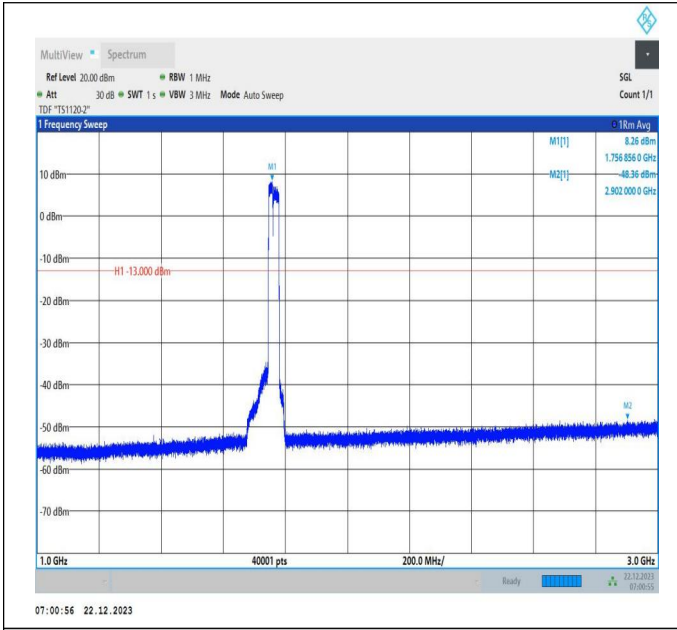 R S
MultiView Spectrum
Ref Level 20.00 dBm RBW 1 MHz SGL
Att 30 dB SWT 1 s VBW 3 MHz Mode Auto Sweep Count 1/1
TDF "TS1120-2"
1 Frequency Sweep 1Rm Avg
M1[1] 8.26 dBm
1.756 856 0 GHz
M2[1] -48.36 dBm
2.902 000 0 GHz
M1
10 dBm
0 dBm
-10 dBm
H1 -13.000 dBm
-20 dBm
-30 dBm
-40 dBm
M2
-50 dBm
-60 dBm
-70 dBm
1.0 GHz 40001 pts 200.0 MHz/ 3.0 GHz
Ready 22.12.2023
07:00:55
07:00:56 22.12.2023